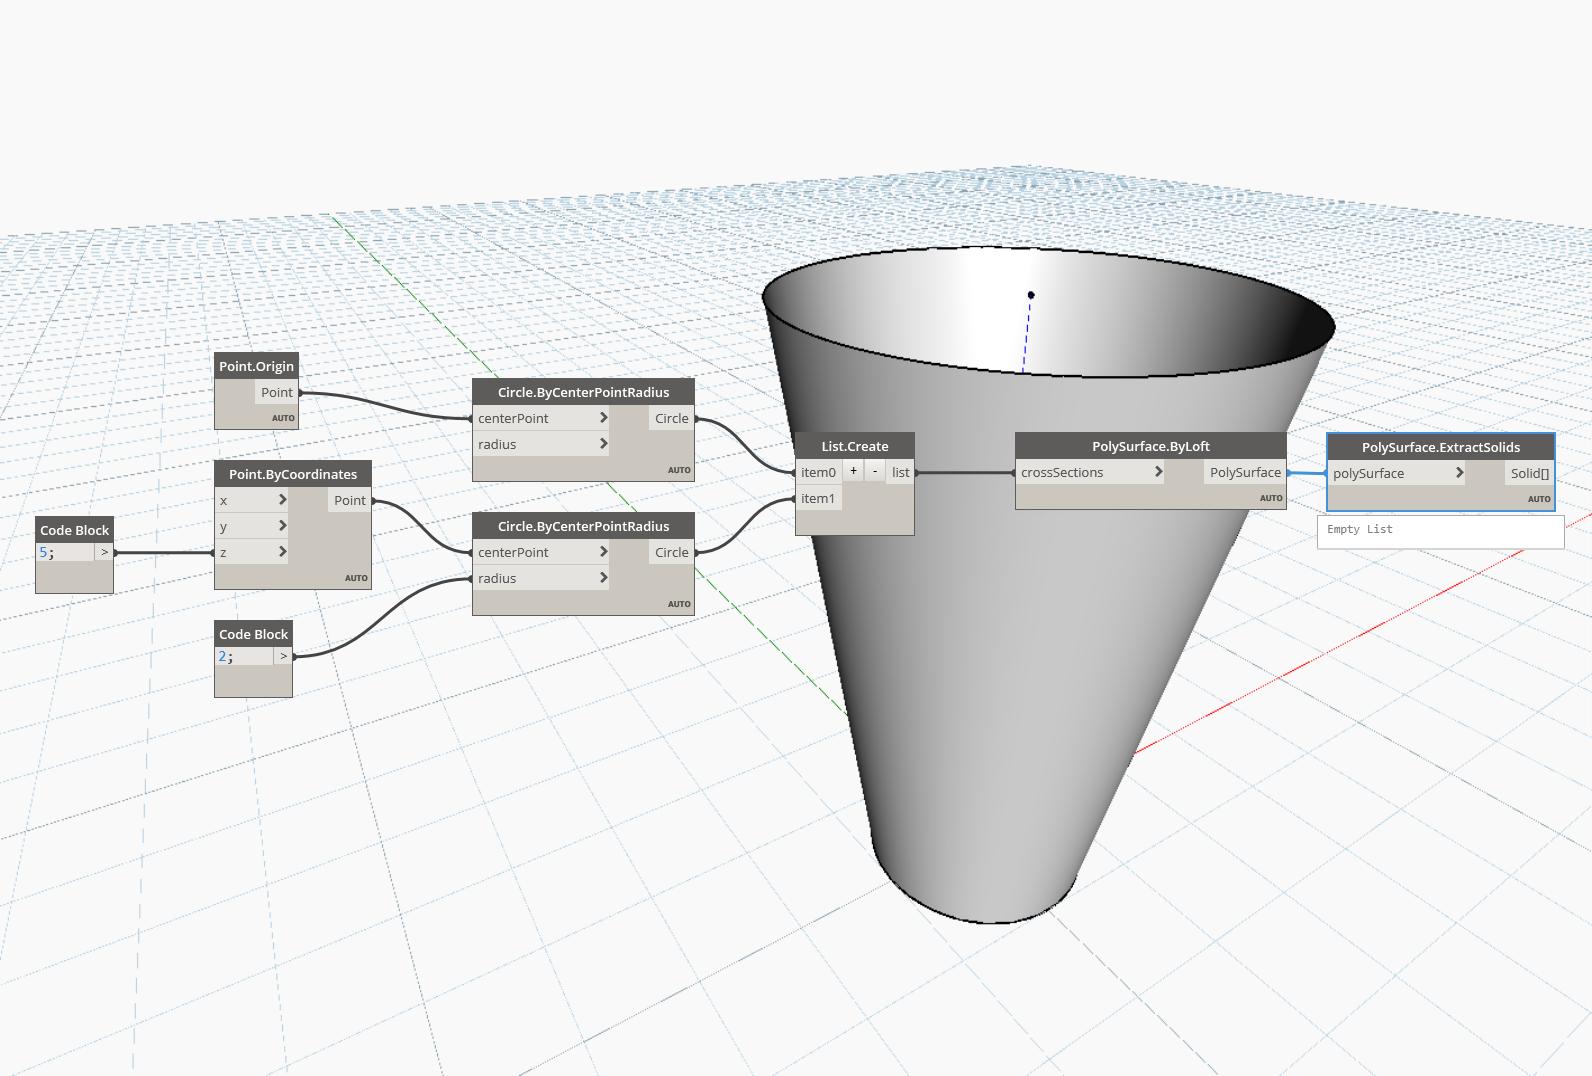 Point.Origin
Point
AUTO
Point.ByCoordinates
x > Point
y >
z >
AUTO
Code Block
5; >
Code Block
2; >
Circle.ByCenterPointRadius
centerPoint > Circle
radius >
AUTO
Circle.ByCenterPointRadius
centerPoint > Circle
radius >
AUTO
List.Create
item0 + - list
item1
PolySurface.ByLoft
crossSections > PolySurface
AUTO
PolySurface.ExtractSolids
polySurface > Solid[]
AUTO
Empty List